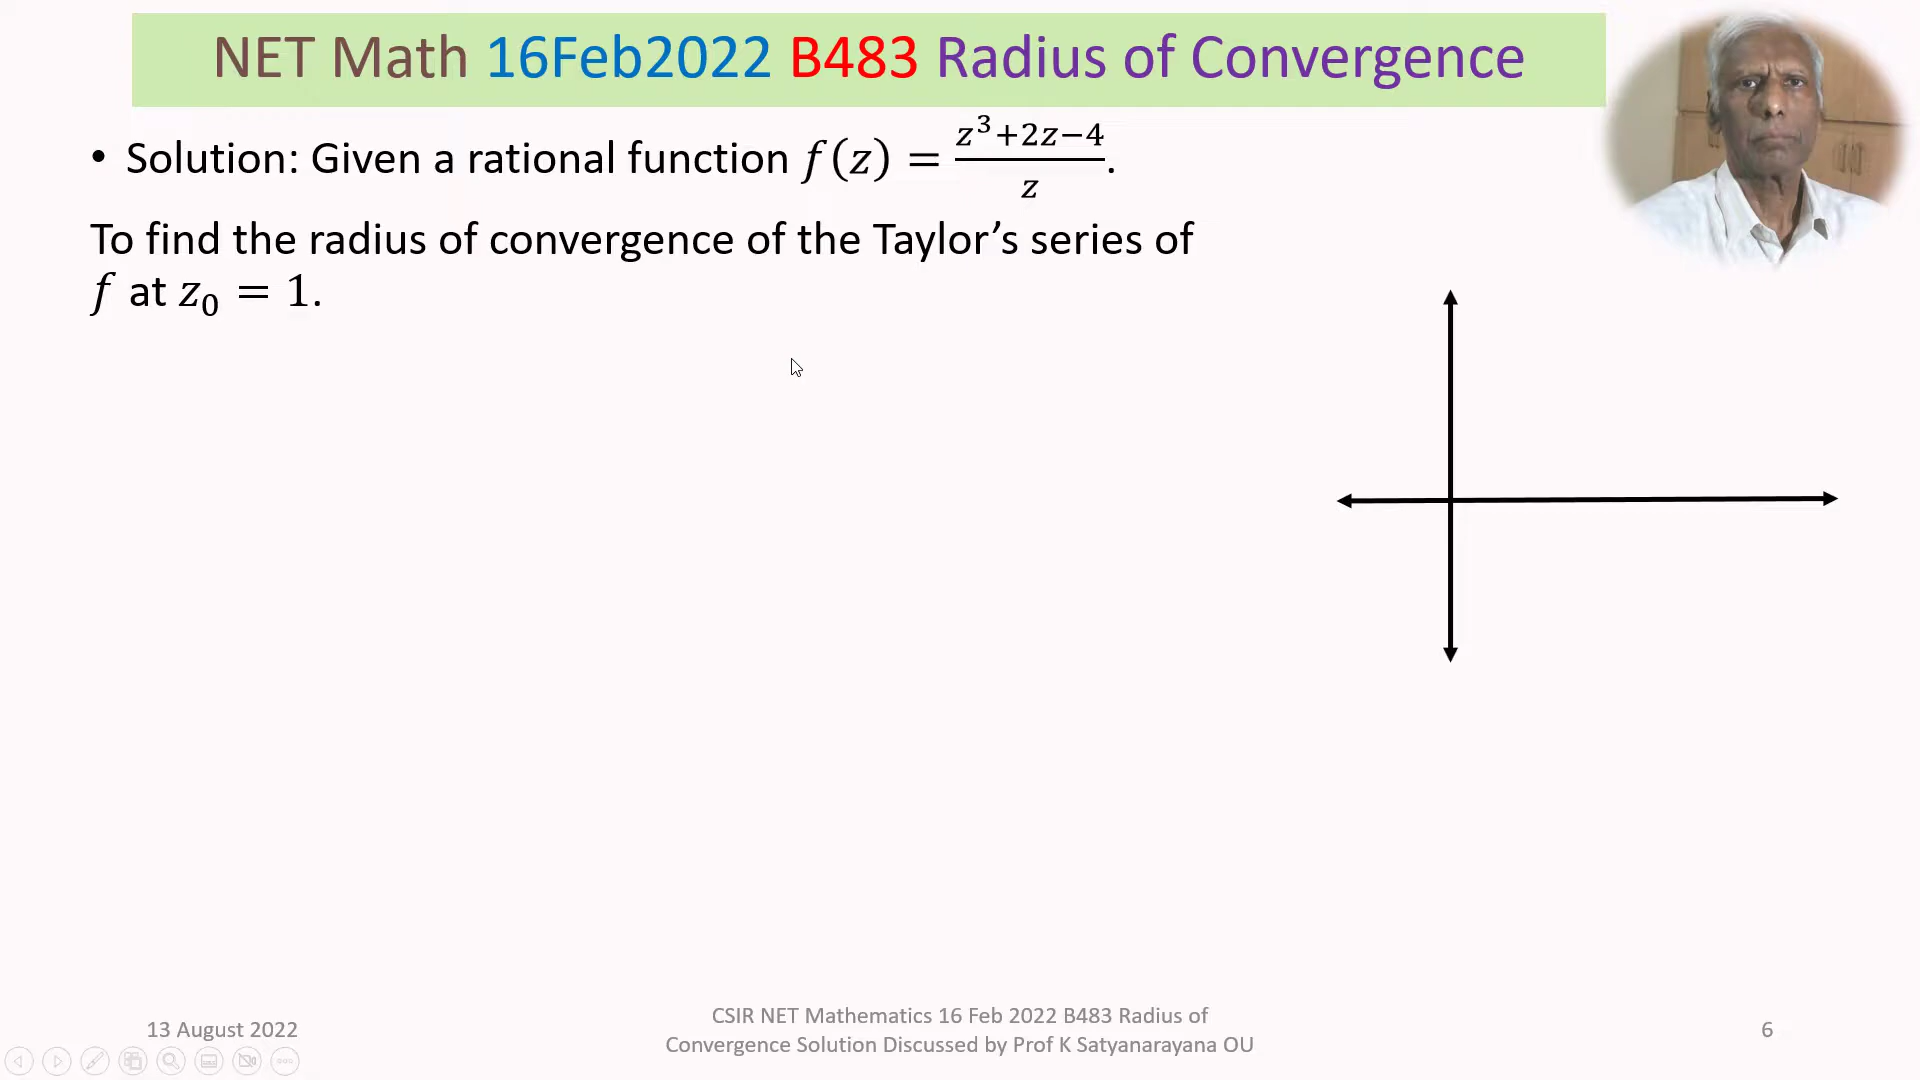 NET Math 16Feb2022 B483 Radius of Convergence
• Solution: Given a rational function f(z) = (z³+2z−4)/z.
To find the radius of convergence of the Taylor’s series of
f at z₀ = 1.
13 August 2022
CSIR NET Mathematics 16 Feb 2022 B483 Radius of
Convergence Solution Discussed by Prof K Satyanarayana OU
6